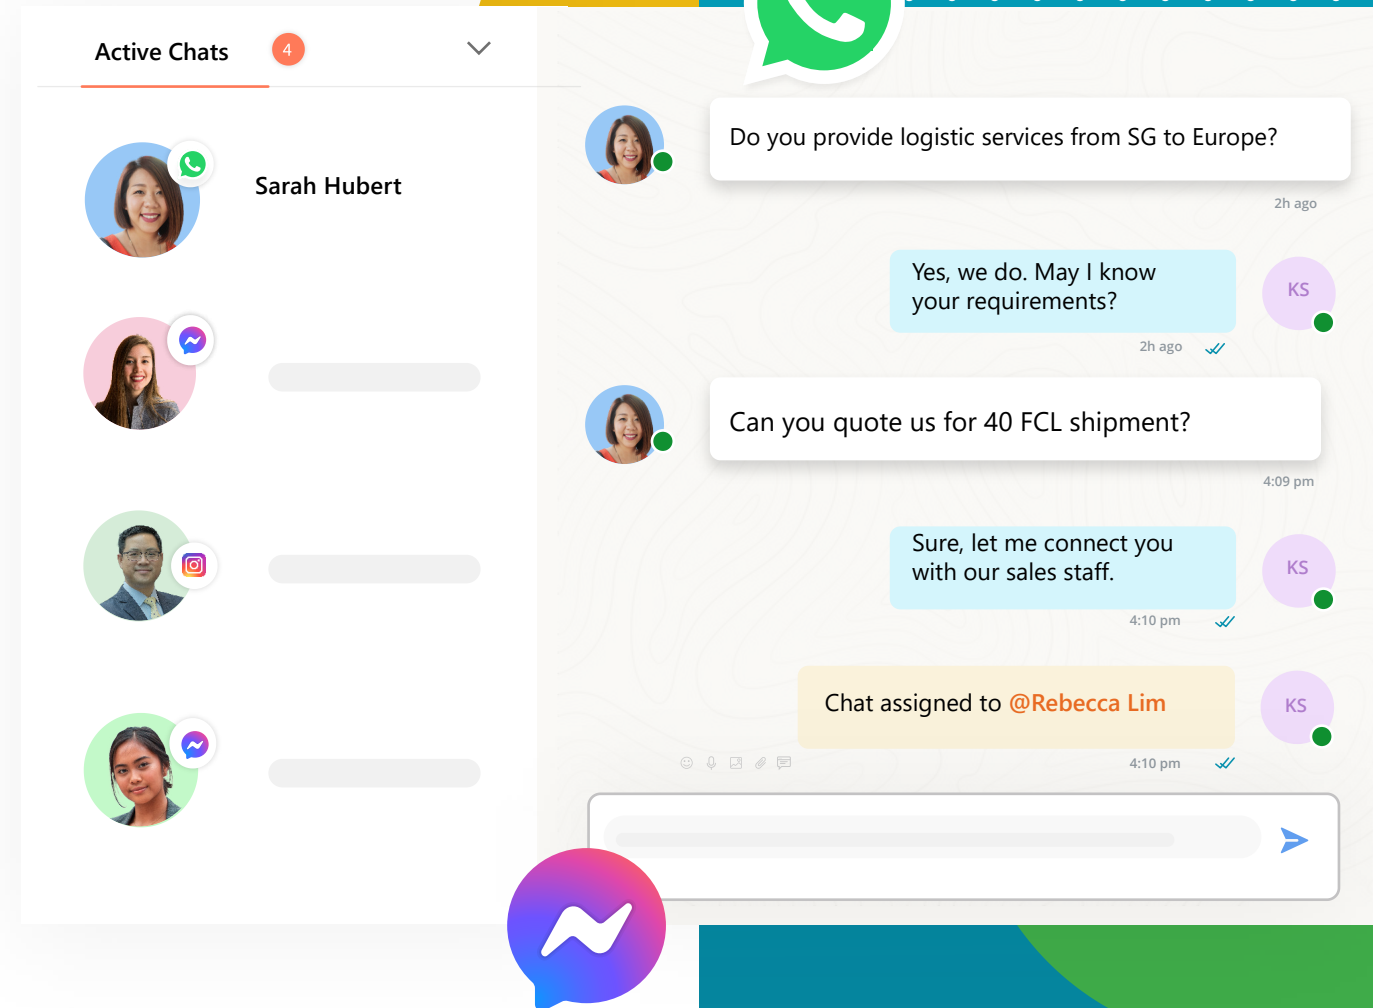 Active Chats
4
Sarah Hubert
Do you provide logistic services from SG to Europe?
2h ago
Yes, we do. May I know
your requirements?
KS
2h ago
Can you quote us for 40 FCL shipment?
4:09 pm
Sure, let me connect you
with our sales staff.
KS
4:10 pm
Chat assigned to @Rebecca Lim
KS
4:10 pm